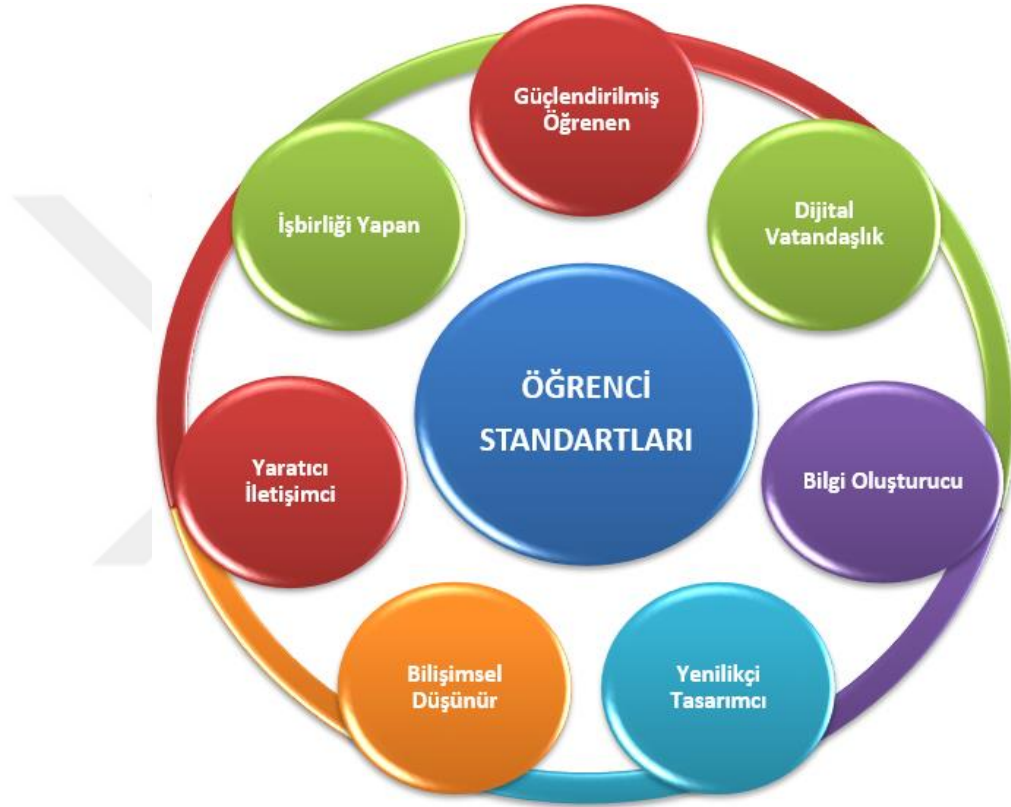 Güçlendirilmiş
Öğrenen
Dijital
Vatandaşlık
Bilgi Oluşturucu
Yenilikçi
Tasarımcı
Bilişimsel
Düşünür
Yaratıcı
İletişimci
İşbirliği Yapan
ÖĞRENCİ
STANDARTLARI